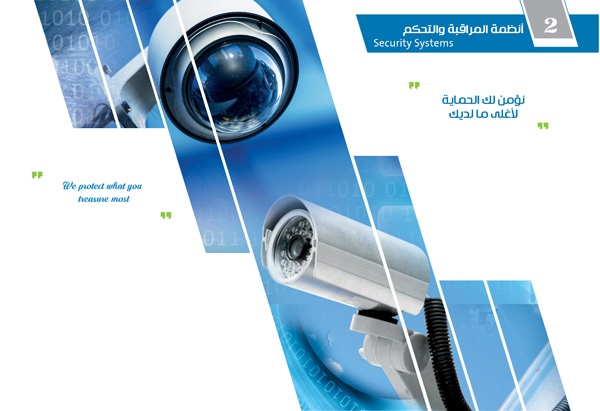 أنظمة المراقبة والتحكم
Security Systems
2
نؤمن لك الحماية
لأغلى ما لديك
We protect what you
treasure most